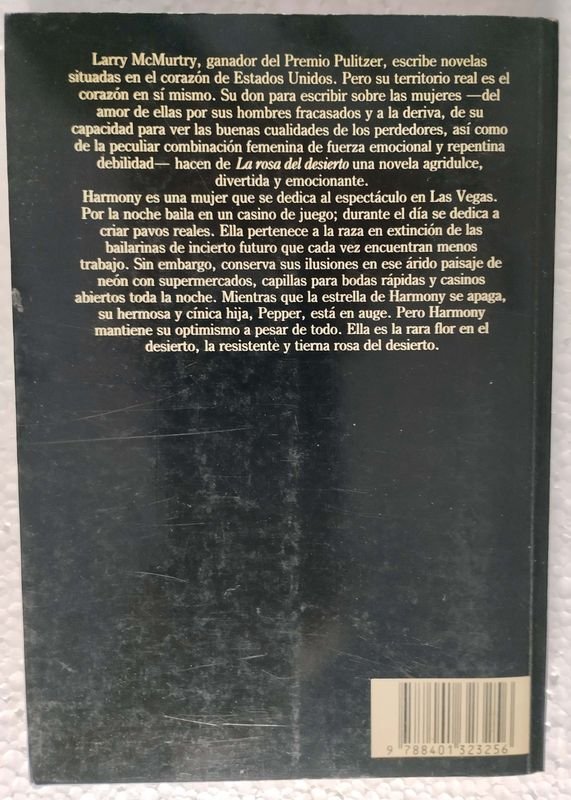 Larry McMurtry, ganador del Premio Pulitzer, escribe novelas
situadas en el corazón de Estados Unidos. Pero su territorio real es el
corazón en sí mismo. Su don para escribir sobre las mujeres —del
amor de ellas por sus hombres fracasados y a la deriva, de su
capacidad para ver las buenas cualidades de los perdedores, así como
de la peculiar combinación femenina de fuerza emocional y repentina
debilidad— hacen de La rosa del desierto una novela agridulce,
divertida y emocionante.
Harmony es una mujer que se dedica al espectáculo en Las Vegas.
Por la noche baila en un casino de juego; durante el día se dedica a
criar pavos reales. Ella pertenece a la raza en extinción de las
bailarinas de incierto futuro que cada vez encuentran menos
trabajo. Sin embargo, conserva sus ilusiones en ese árido paisaje de
neón con supermercados, capillas para bodas rápidas y casinos
abiertos toda la noche. Mientras que la estrella de Harmony se apaga,
su hermosa y cínica hija, Pepper, está en auge. Pero Harmony
mantiene su optimismo a pesar de todo. Ella es la rara flor en el
desierto, la resistente y tierna rosa del desierto.
9 788401 323256